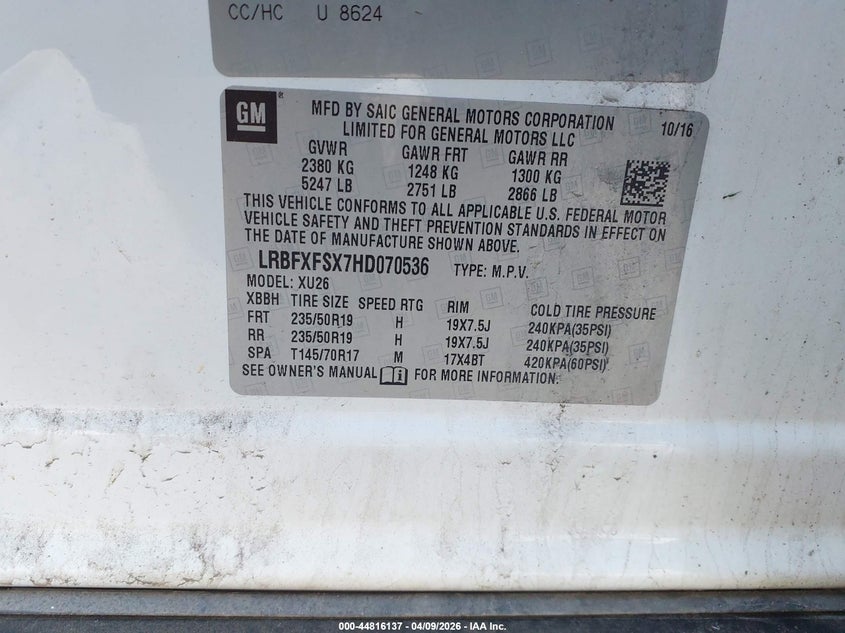 CC/HC U 8624
GM
MFD BY SAIC GENERAL MOTORS CORPORATION
LIMITED FOR GENERAL MOTORS LLC
10/16
GVWR GAWR FRT GAWR RR
2380 KG 1248 KG 1300 KG
5247 LB 2751 LB 2866 LB
THIS VEHICLE CONFORMS TO ALL APPLICABLE U.S. FEDERAL MOTOR
VEHICLE SAFETY AND THEFT PREVENTION STANDARDS IN EFFECT ON
THE DATE OF MANUFACTURE SHOWN ABOVE.
LRBFXFSX7HD070536 TYPE: M.P.V.
MODEL: XU26
XBBH TIRE SIZE SPEED RTG RIM COLD TIRE PRESSURE
FRT 235/50R19 H 19X7.5J 240KPA(35PSI)
RR 235/50R19 H 19X7.5J 240KPA(35PSI)
SPA T145/70R17 M 17X4BT 420KPA(60PSI)
SEE OWNER'S MANUAL i FOR MORE INFORMATION.
000-44816137 - 04/09/2026 - IAA Inc.